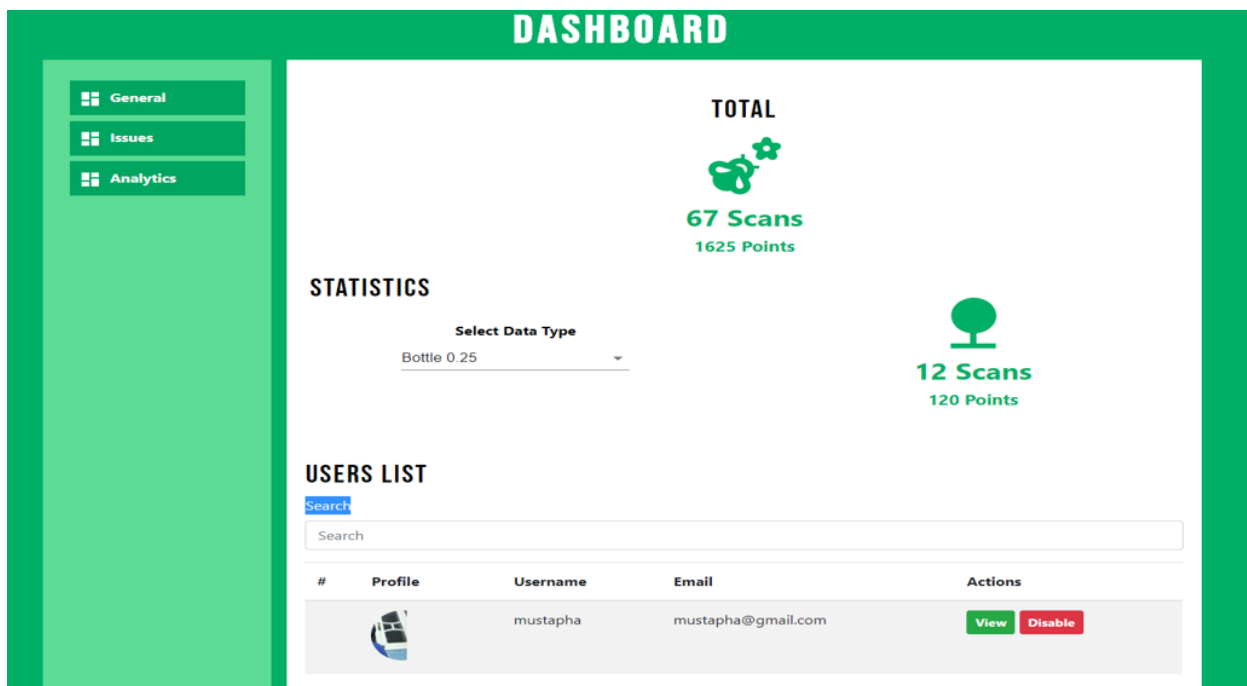 DASHBOARD
General
Issues
Analytics
TOTAL
67 Scans
1625 Points
STATISTICS
Select Data Type
Bottle 0.25
12 Scans
120 Points
USERS LIST
Search
Search
# Profile Username Email Actions
mustapha mustapha@gmail.com View Disable